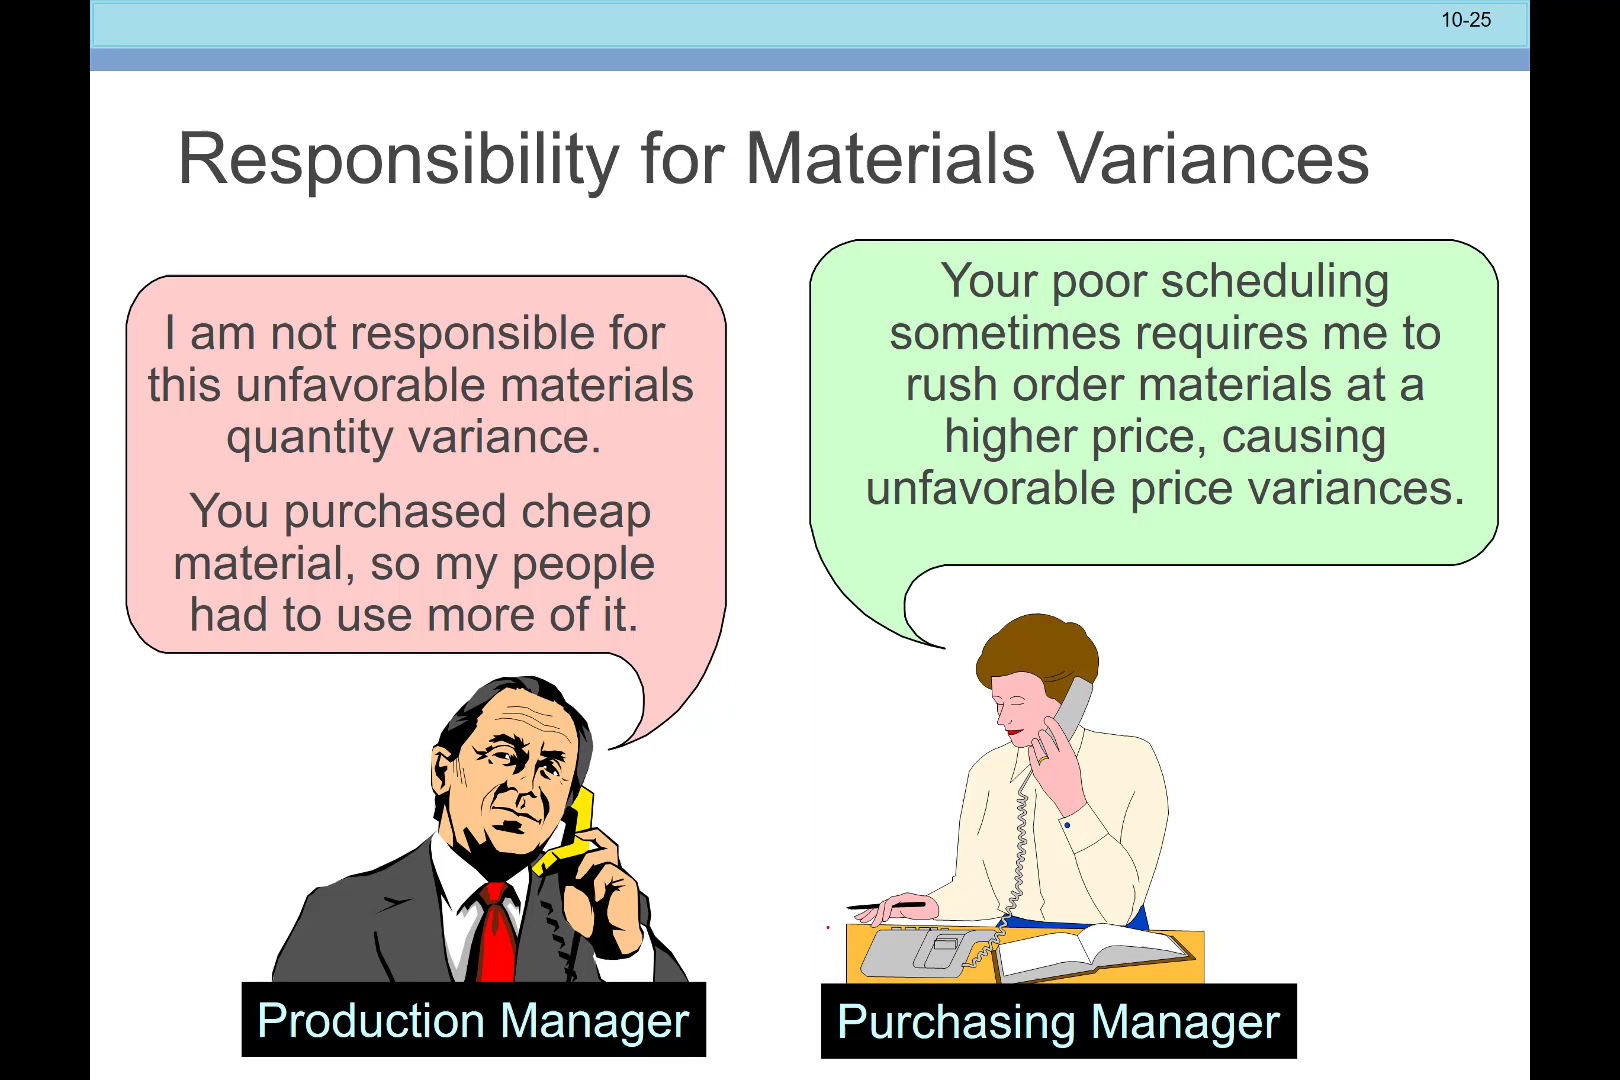 10-25
Responsibility for Materials Variances
I am not responsible for
this unfavorable materials
quantity variance.
You purchased cheap
material, so my people
had to use more of it.
Your poor scheduling
sometimes requires me to
rush order materials at a
higher price, causing
unfavorable price variances.
Production Manager
Purchasing Manager